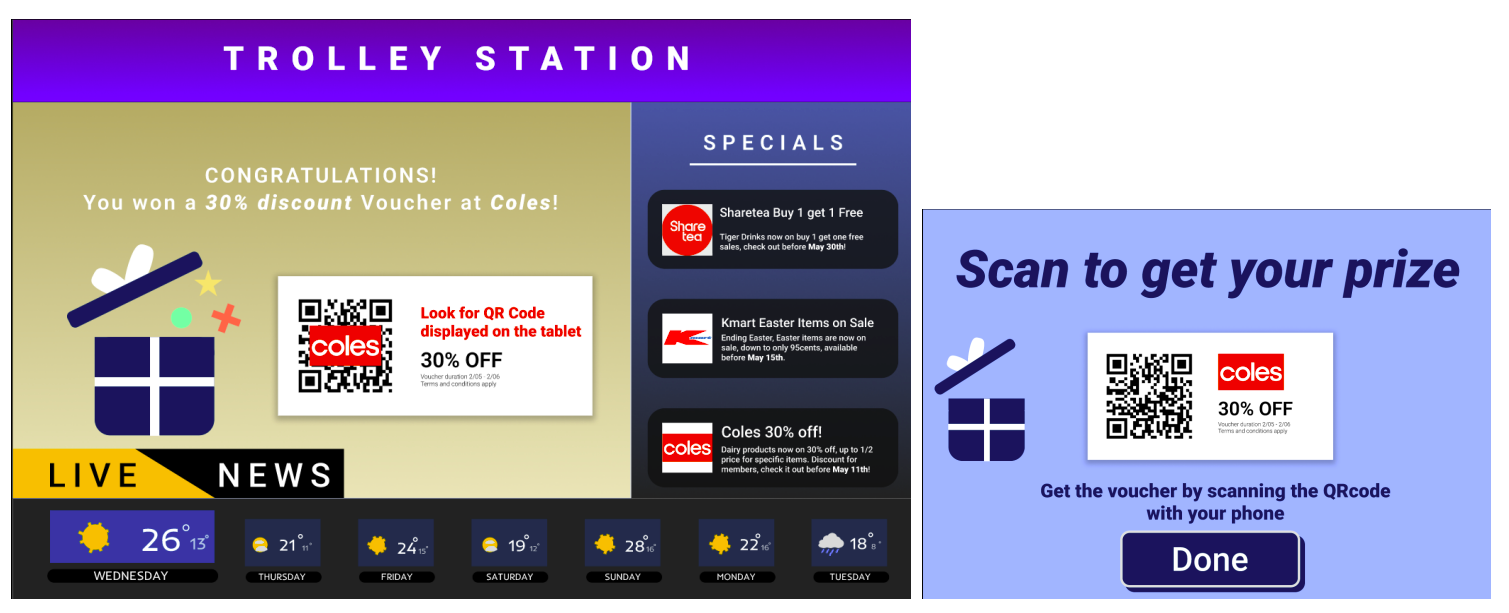 TROLLEY STATION
CONGRATULATIONS!
You won a 30% discount Voucher at Coles!
coles
Look for QR Code
displayed on the tablet
30% OFF
Voucher duration 2/05 - 2/06
Terms and conditions apply
LIVE NEWS
SPECIALS
Share
tea
Sharetea Buy 1 get 1 Free
Tiger Drinks now on buy 1 get one free
sales, check out before May 30th!
Kmart Easter Items on Sale
Ending Easter, Easter items are now on
sale, down to only 95cents, available
before May 15th.
coles
Coles 30% off!
Dairy products now on 30% off, up to 1/2
price for specific items. Discount for
members, check it out before May 11th!
26° 13°
WEDNESDAY
21° 11°
THURSDAY
24° 15°
FRIDAY
19° 12°
SATURDAY
28° 16°
SUNDAY
22° 16°
MONDAY
18° 8°
TUESDAY
Scan to get your prize
coles
30% OFF
Voucher duration 2/05 - 2/06
Terms and conditions apply
Get the voucher by scanning the QRcode
with your phone
Done